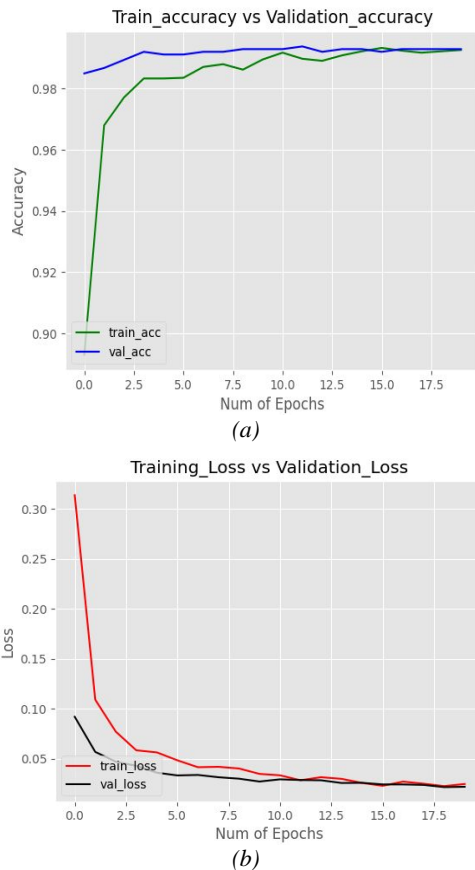 Train_accuracy vs Validation_accuracy
0.98
0.96
0.94
0.92
0.90
Accuracy
train_acc
val_acc
0.0 2.5 5.0 7.5 10.0 12.5 15.0 17.5
Num of Epochs
(a)
Training_Loss vs Validation_Loss
0.30
0.25
0.20
0.15
0.10
0.05
Loss
train_loss
val_loss
0.0 2.5 5.0 7.5 10.0 12.5 15.0 17.5
Num of Epochs
(b)